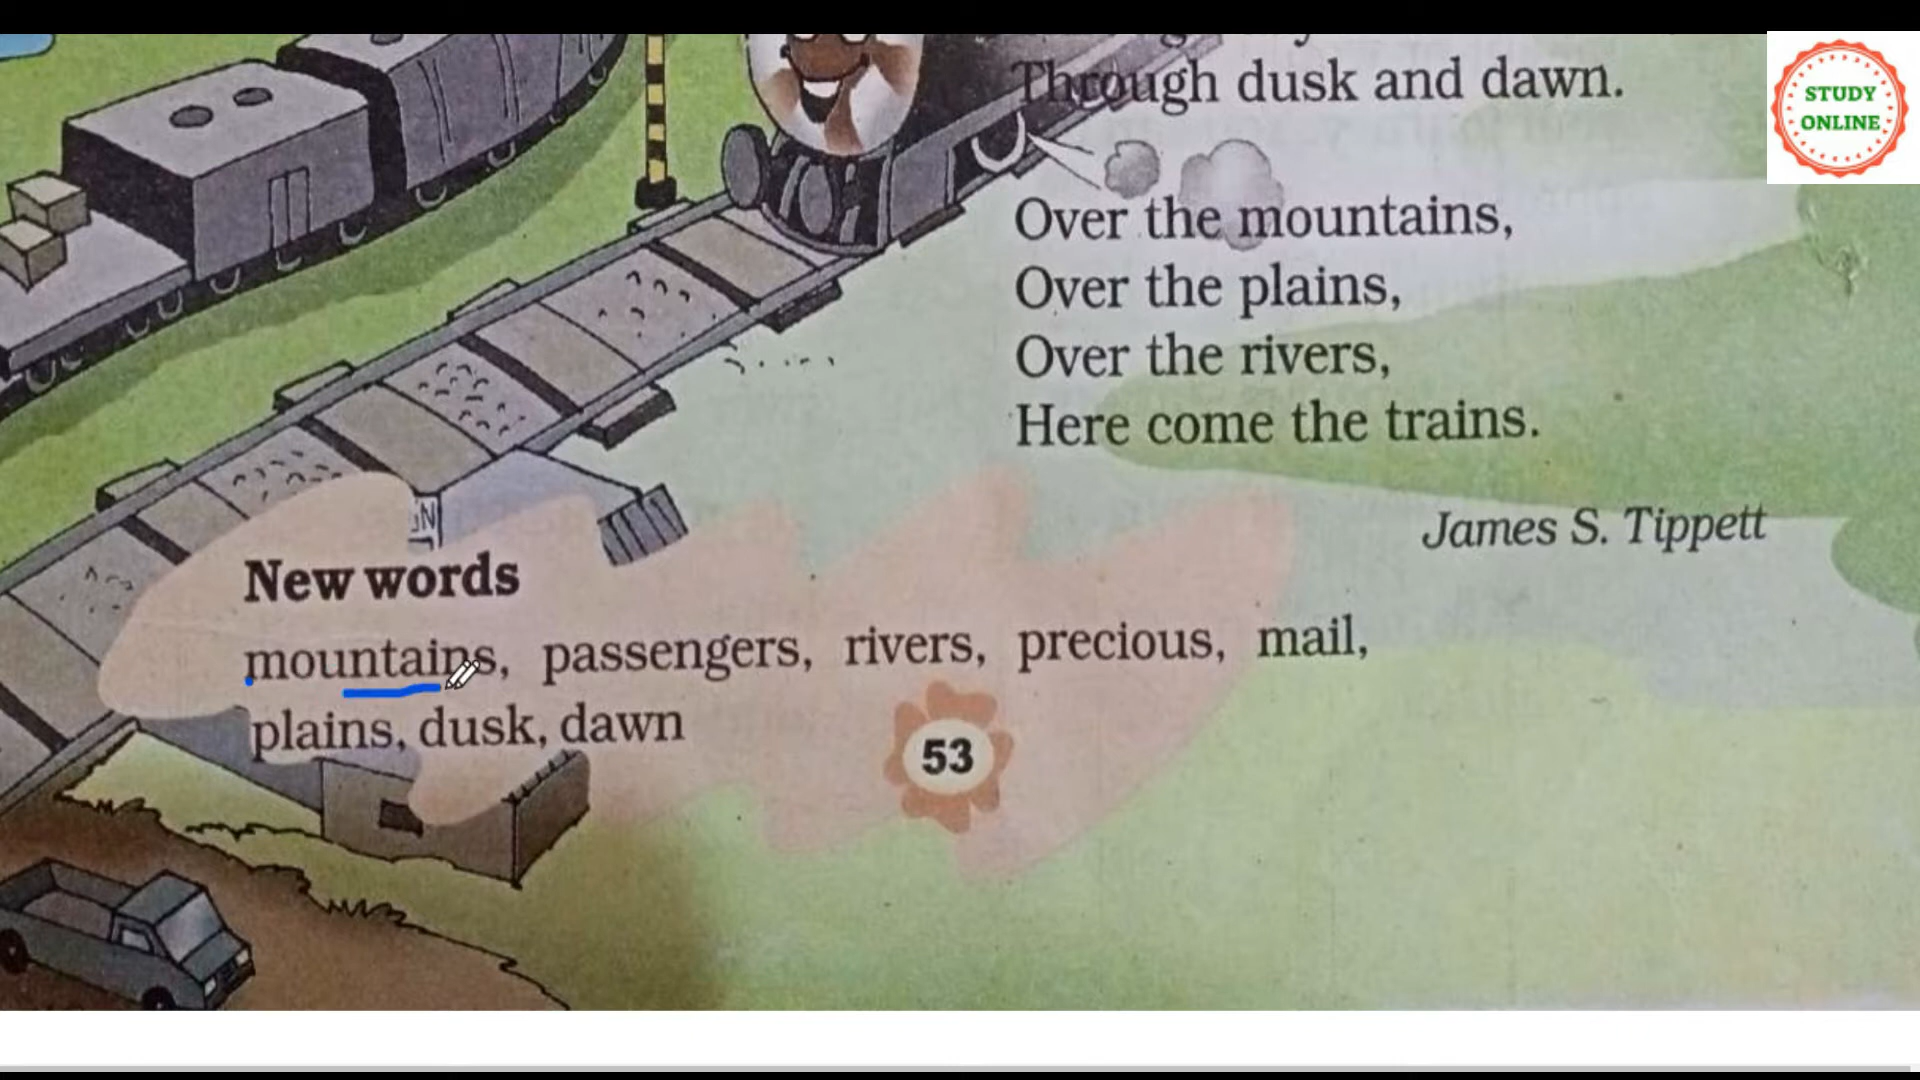 Through dusk and dawn.
Over the mountains,
Over the plains,
Over the rivers,
Here come the trains.
James S. Tippett
New words
mountains, passengers, rivers, precious, mail,
plains, dusk, dawn
53
STUDY
ONLINE